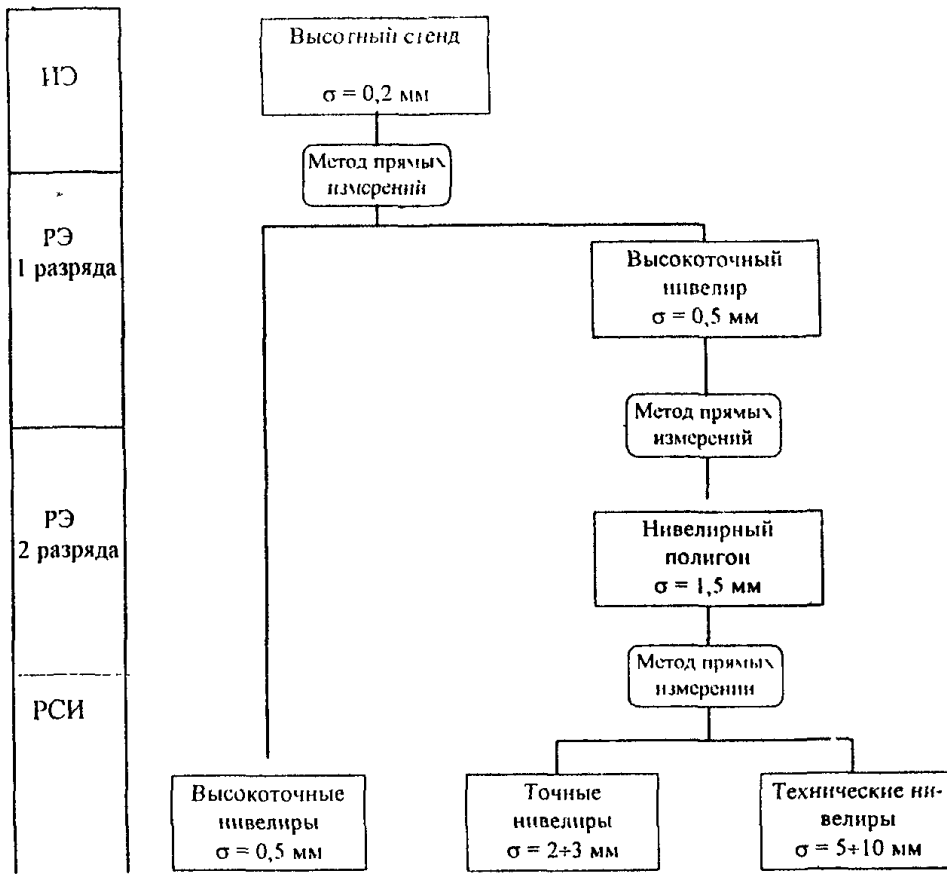 Высотный стенд
σ = 0,2 мм
ИЭ
Метод прямых
измерений
РЭ
1 разряда
Высокоточный
нивелир
σ = 0,5 мм
Метод прямых
измерений
РЭ
2 разряда
Нивелирный
полигон
σ = 1,5 мм
Метод прямых
измерении
РСИ
Высокоточные
нивелиры
σ = 0,5 мм
Точные
нивелиры
σ = 2÷3 мм
Технические ни-
велиры
σ = 5÷10 мм